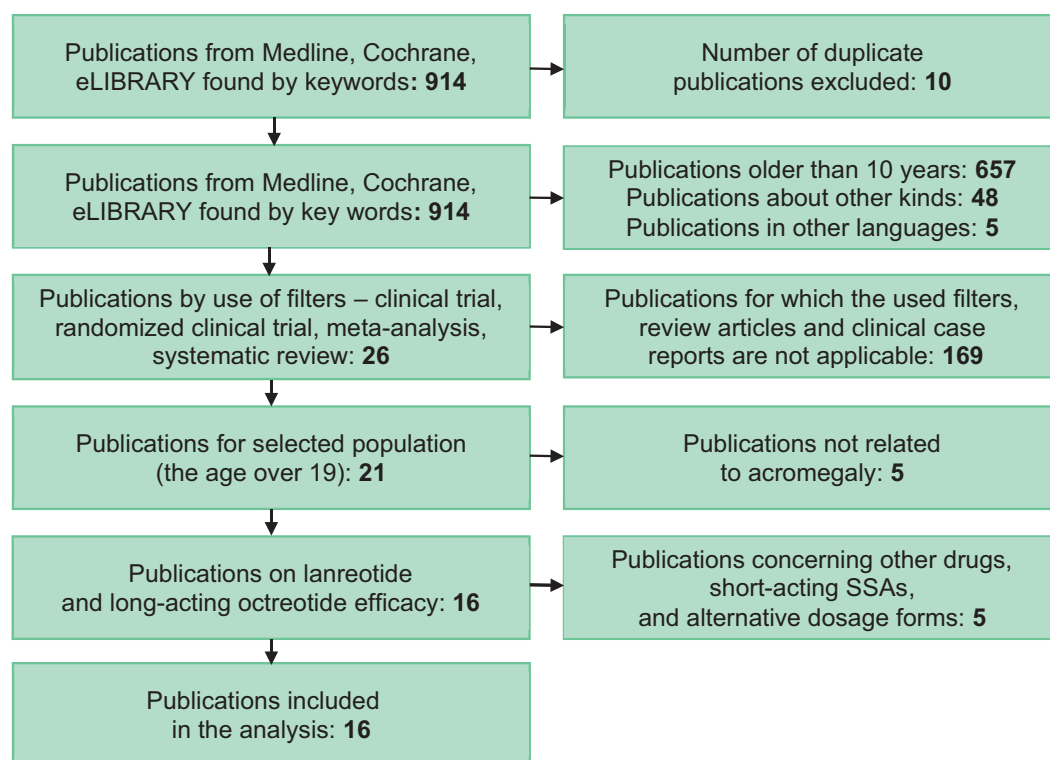 Publications from Medline, Cochrane,
eLIBRARY found by keywords: 914
Number of duplicate
publications excluded: 10
Publications from Medline, Cochrane,
eLIBRARY found by key words: 914
Publications older than 10 years: 657
Publications about other kinds: 48
Publications in other languages: 5
Publications by use of filters – clinical trial,
randomized clinical trial, meta-analysis,
systematic review: 26
Publications for which the used filters,
review articles and clinical case
reports are not applicable: 169
Publications for selected population
(the age over 19): 21
Publications not related
to acromegaly: 5
Publications on lanreotide
and long-acting octreotide efficacy: 16
Publications concerning other drugs,
short-acting SSAs,
and alternative dosage forms: 5
Publications included
in the analysis: 16